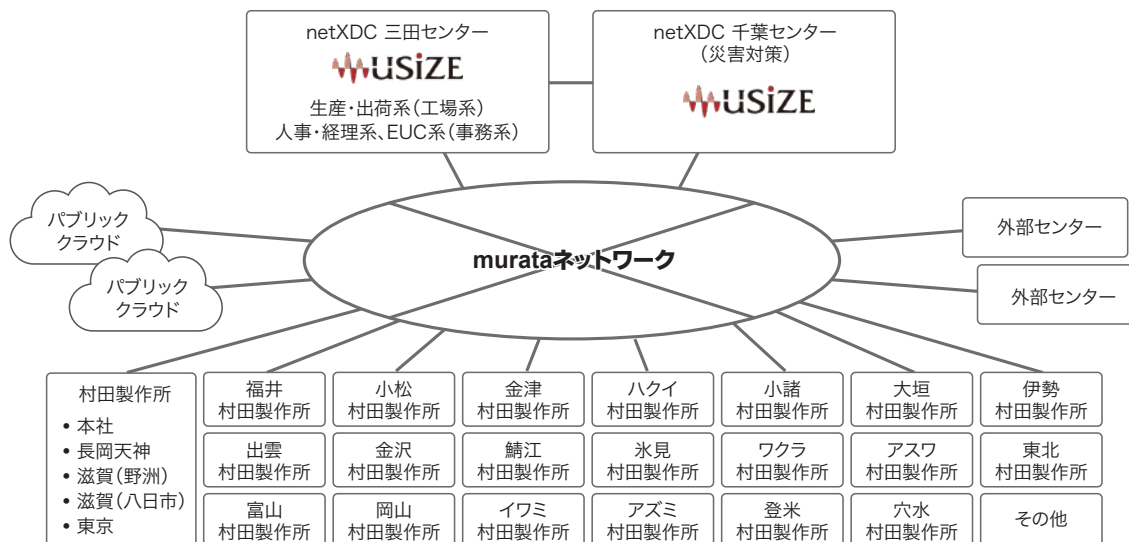 netXDC 三田センター
USiZE
生産・出荷系(工場系)
人事・経理系、EUC系(事務系)
netXDC 千葉センター
(災害対策)
USiZE
パブリック
クラウド
パブリック
クラウド
murataネットワーク
外部センター
外部センター
村田製作所
• 本社
• 長岡天神
• 滋賀(野洲)
• 滋賀(八日市)
• 東京
福井
村田製作所
小松
村田製作所
金津
村田製作所
ハクイ
村田製作所
小諸
村田製作所
大垣
村田製作所
伊勢
村田製作所
出雲
村田製作所
金沢
村田製作所
鯖江
村田製作所
氷見
村田製作所
ワクラ
村田製作所
アスワ
村田製作所
東北
村田製作所
富山
村田製作所
岡山
村田製作所
イワミ
村田製作所
アズミ
村田製作所
登米
村田製作所
穴水
村田製作所
その他